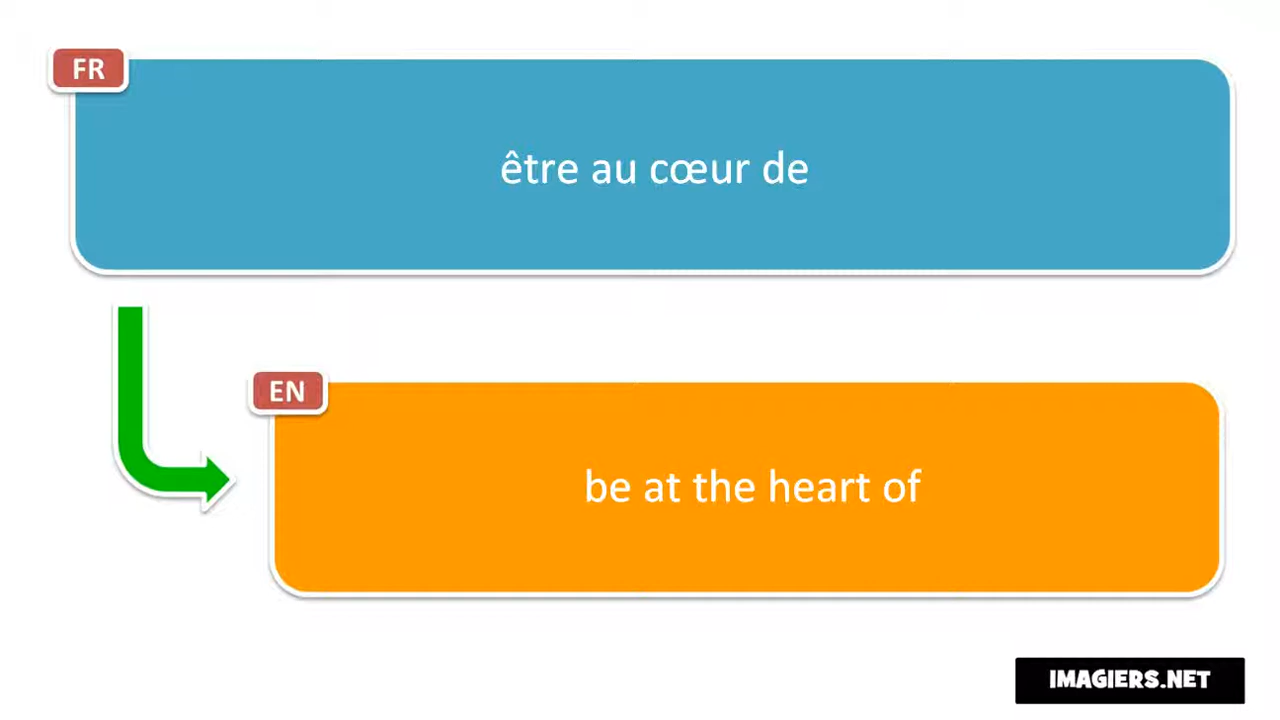 FR
être au cœur de
EN
be at the heart of
IMAGIERS.NET